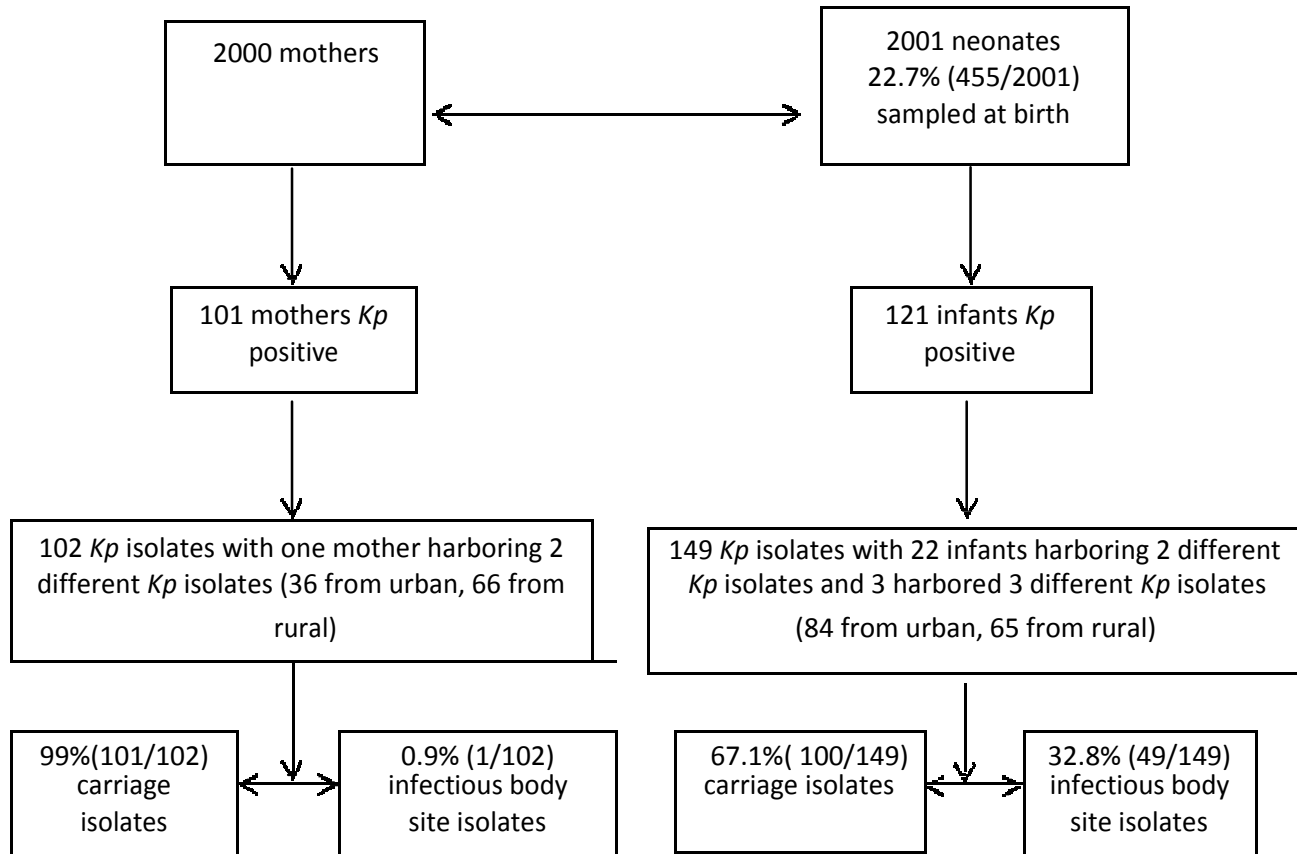 2000 mothers
2001 neonates
22.7% (455/2001)
sampled at birth
101 mothers Kp
positive
121 infants Kp
positive
102 Kp isolates with one mother harboring 2
different Kp isolates (36 from urban, 66 from
rural)
149 Kp isolates with 22 infants harboring 2 different
Kp isolates and 3 harbored 3 different Kp isolates
(84 from urban, 65 from rural)
99%(101/102)
carriage
isolates
0.9% (1/102)
infectious body
site isolates
67.1%( 100/149)
carriage isolates
32.8% (49/149)
infectious body
site isolates